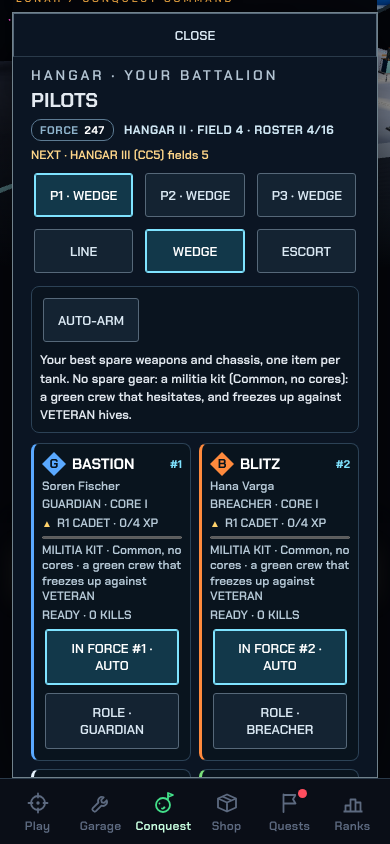 LUNAR / CONQUEST COMMAND
CLOSE
HANGAR · YOUR BATTALION
PILOTS
FORCE 247
HANGAR II · FIELD 4 · ROSTER 4/16
NEXT · HANGAR III (CC5) fields 5
P1 · WEDGE
P2 · WEDGE
P3 · WEDGE
LINE
WEDGE
ESCORT
AUTO-ARM
Your best spare weapons and chassis, one item per
tank. No spare gear: a militia kit (Common, no cores):
a green crew that hesitates, and freezes up against
VETERAN hives.
G BASTION #1
Soren Fischer
GUARDIAN · CORE I
▲ R1 CADET · 0/4 XP
MILITIA KIT · Common, no
cores · a green crew that
freezes up against
VETERAN
READY · 0 KILLS
IN FORCE #1 ·
AUTO
ROLE ·
GUARDIAN
B BLITZ #2
Hana Varga
BREACHER · CORE I
▲ R1 CADET · 0/4 XP
MILITIA KIT · Common, no
cores · a green crew that
freezes up against
VETERAN
READY · 0 KILLS
IN FORCE #2 ·
AUTO
ROLE ·
BREACHER
Play
Garage
Conquest
Shop
Quests
Ranks